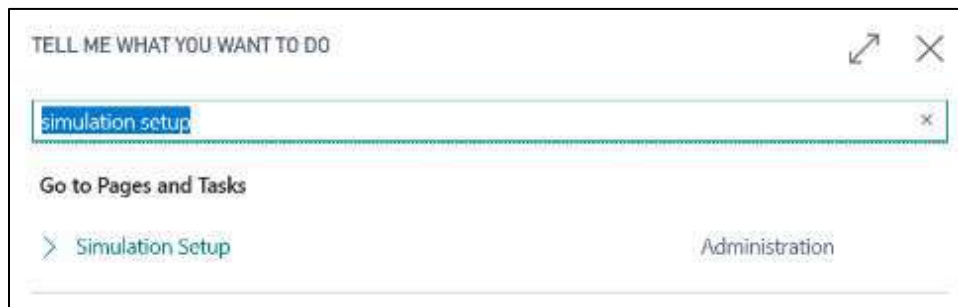 TELL ME WHAT YOU WANT TO DO
simulation setup
Go to Pages and Tasks
Simulation Setup Administration